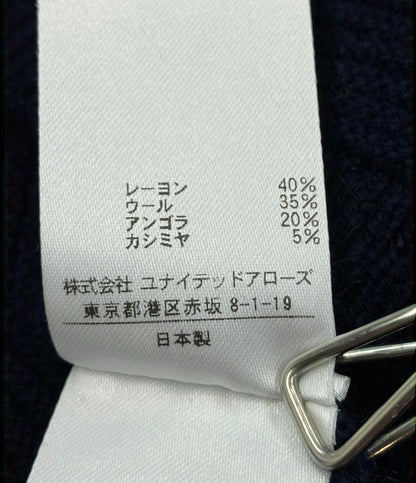 レーヨン 40%
ウール 35%
アンゴラ 20%
カシミヤ 5%
株式会社 ユナイテッドアローズ
東京都港区赤坂 8-1-19
日本製